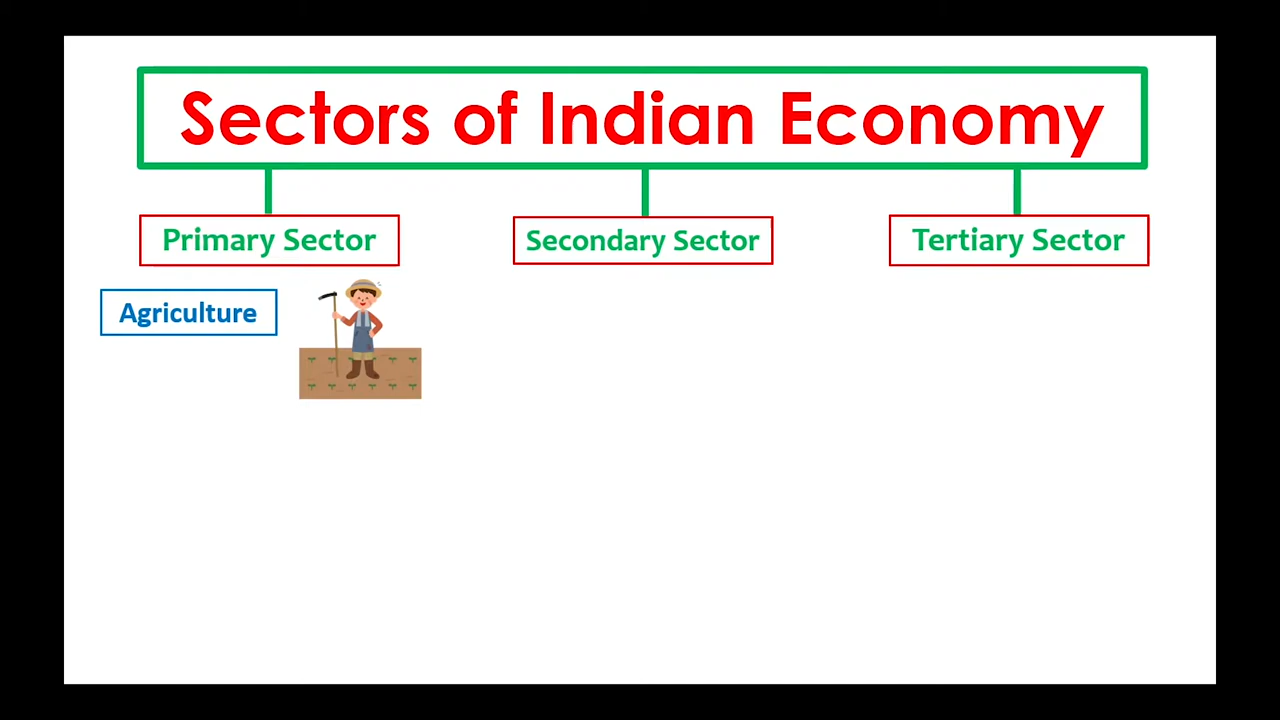 Sectors of Indian Economy
Primary Sector
Secondary Sector
Tertiary Sector
Agriculture